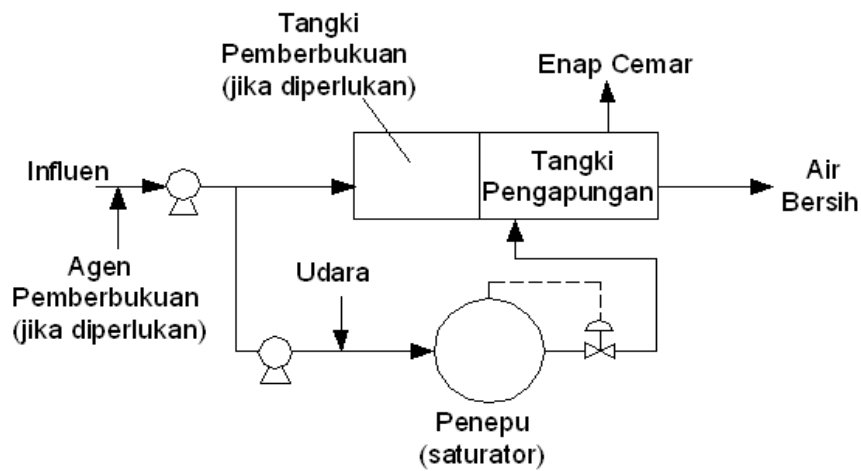 Tangki
Pemberbukuan
(jika diperlukan)
Enap Cemar
Influen
Tangki
Pengapungan
Air
Bersih
Agen
Pemberbukuan
(jika diperlukan)
Udara
Penepu
(saturator)